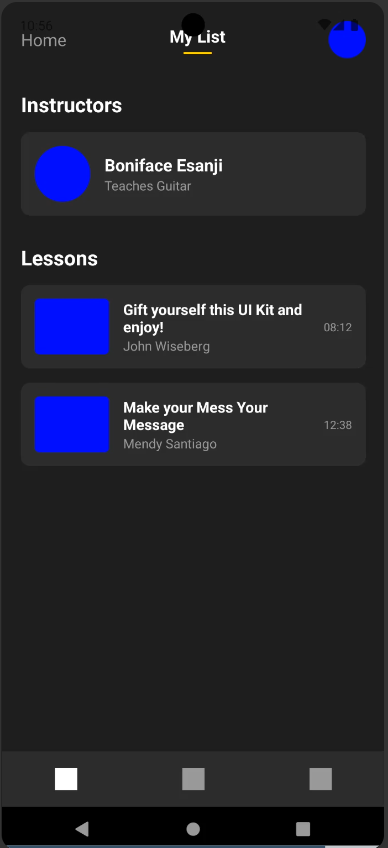 10:56
Home
My List
Instructors
Boniface Esanji
Teaches Guitar
Lessons
Gift yourself this UI Kit and
enjoy!
08:12
John Wiseberg
Make your Mess Your
Message
12:38
Mendy Santiago